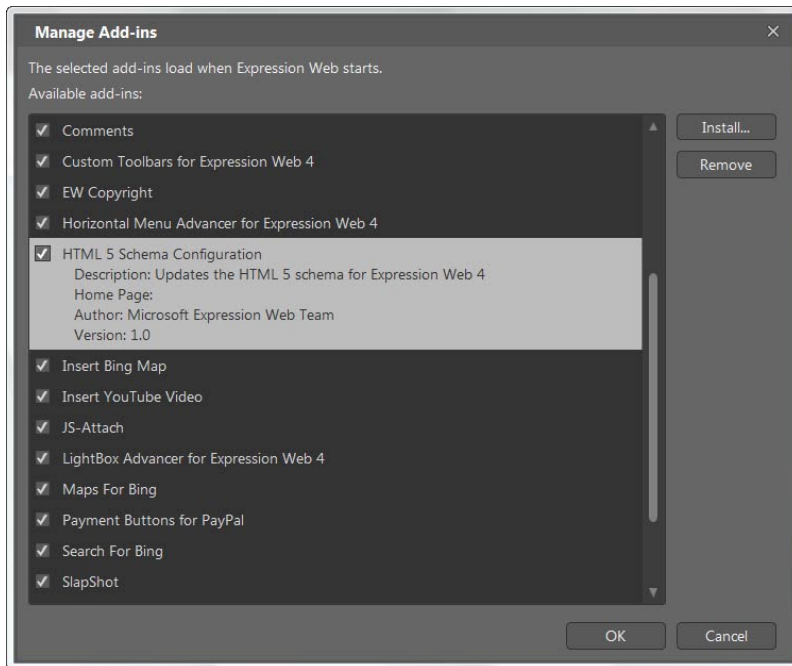 Manage Add-ins
The selected add-ins load when Expression Web starts.
Available add-ins:
Comments
Custom Toolbars for Expression Web 4
EW Copyright
Horizontal Menu Advancer for Expression Web 4
HTML 5 Schema Configuration
Description: Updates the HTML 5 schema for Expression Web 4
Home Page:
Author: Microsoft Expression Web Team
Version: 1.0
Insert Bing Map
Insert YouTube Video
JS-Attach
LightBox Advancer for Expression Web 4
Maps For Bing
Payment Buttons for PayPal
Search For Bing
SlapShot
Install...
Remove
OK
Cancel